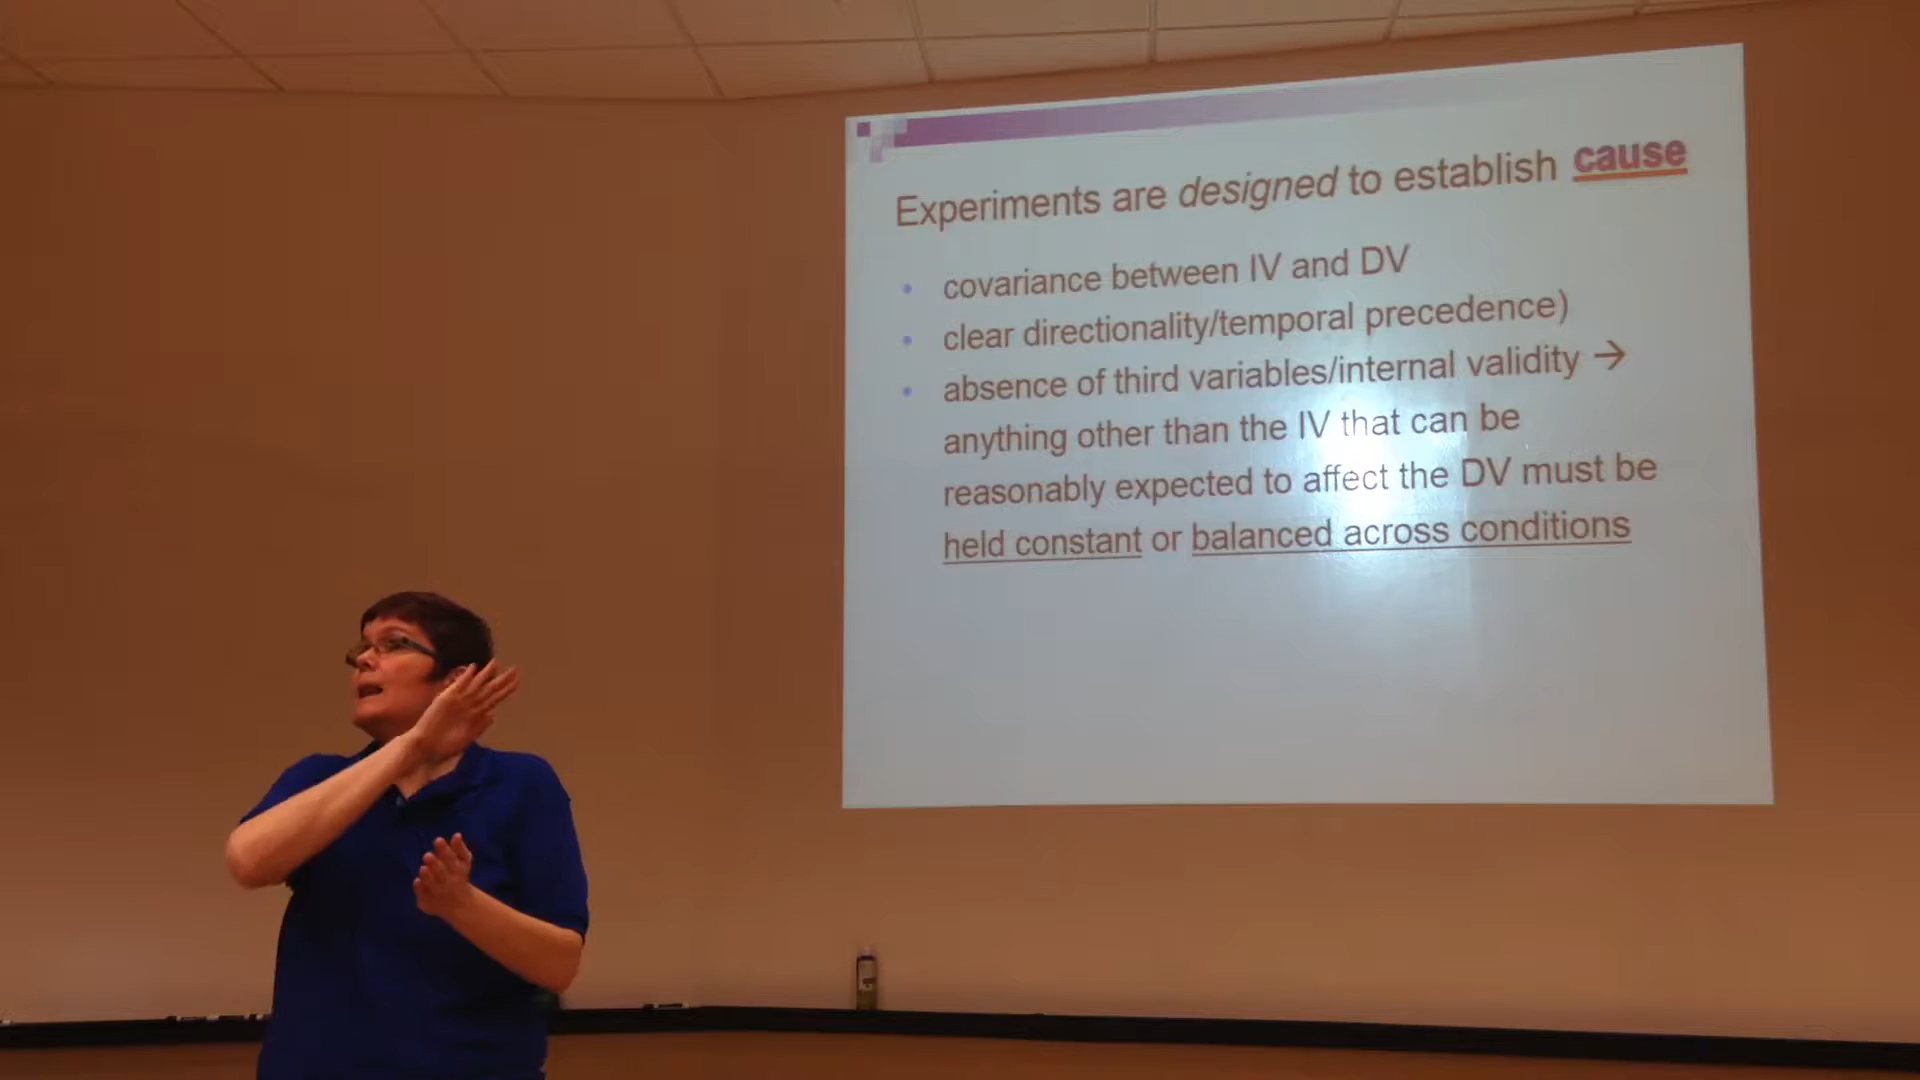 Experiments are designed to establish cause
• covariance between IV and DV
• clear directionality/temporal precedence)
• absence of third variables/internal validity →
anything other than the IV that can be
reasonably expected to affect the DV must be
held constant or balanced across conditions